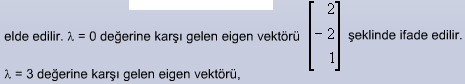 elde edilir. λ = 0 değerine karşı gelen eigen vektörü [ 2 -2 1 ] şeklinde ifade edilir.
λ = 3 değerine karşı gelen eigen vektörü,